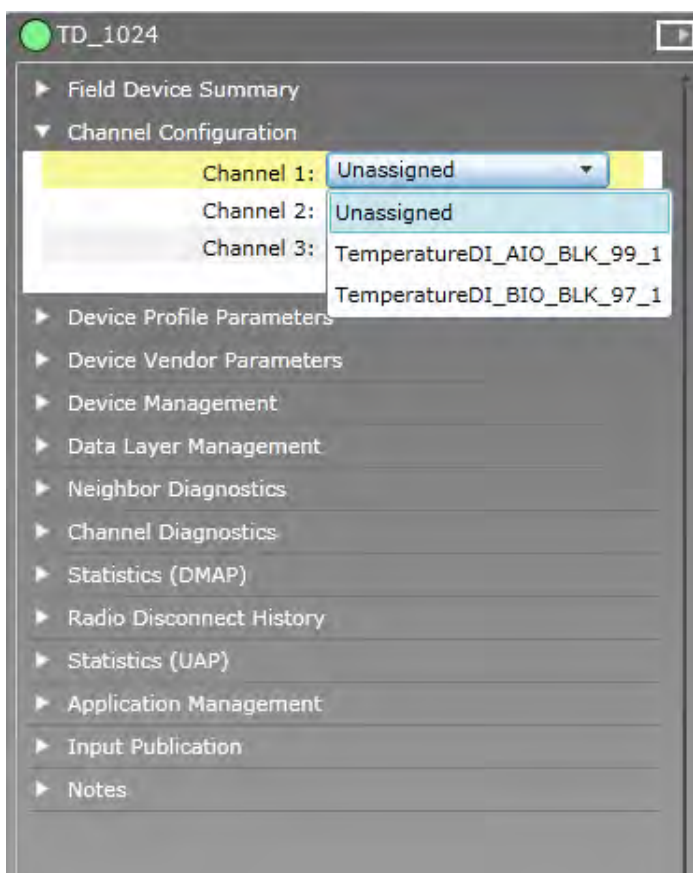 TD_1024
Field Device Summary
Channel Configuration
Channel 1: Unassigned
Channel 2: Unassigned
Channel 3: TemperatureDI_AIO_BLK_99_1
TemperatureDI_BIO_BLK_97_1
Device Profile Parameters
Device Vendor Parameters
Device Management
Data Layer Management
Neighbor Diagnostics
Channel Diagnostics
Statistics (DMAP)
Radio Disconnect History
Statistics (UAP)
Application Management
Input Publication
Notes